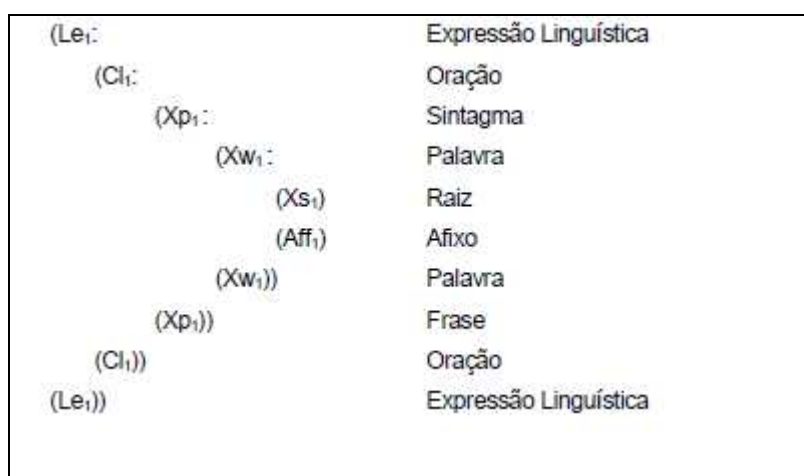 (Le₁: Expressão Linguística
(Cl₁: Oração
(Xp₁: Sintagma
(Xw₁: Palavra
(Xs₁) Raiz
(Aff₁) Afixo
(Xw₁)) Palavra
(Xp₁)) Frase
(Cl₁)) Oração
(Le₁)) Expressão Linguística